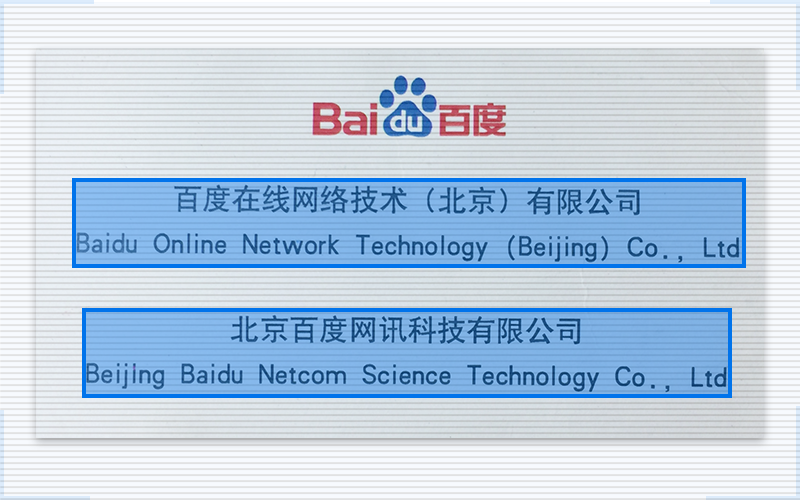 Baidu百度
百度在线网络技术（北京）有限公司
Baidu Online Network Technology (Beijing) Co., Ltd
北京百度网讯科技有限公司
Beijing Baidu Netcom Science Technology Co., Ltd